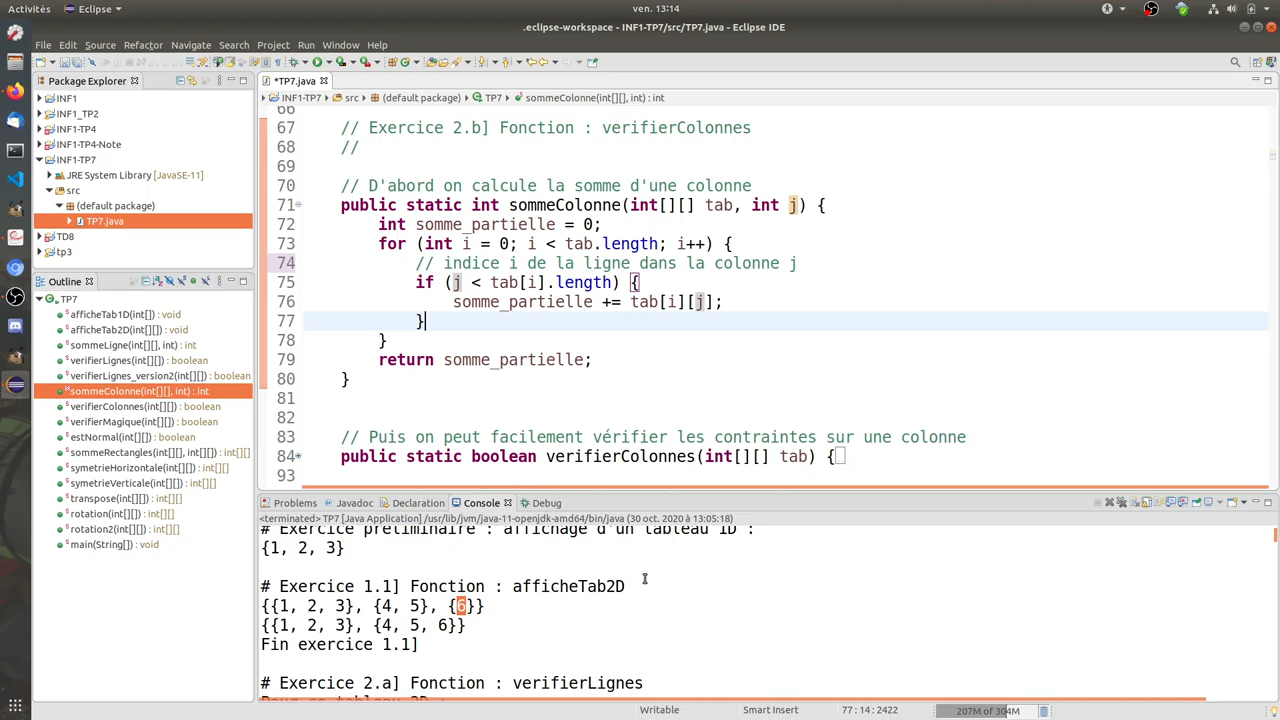 Activités Eclipse ven. 13:14
.eclipse-workspace - INF1-TP7/src/TP7.java - Eclipse IDE
File Edit Source Refactor Navigate Search Project Run Window Help
Package Explorer
INF1
INF1_TP2
INF1-TP4
INF1-TP4-Note
INF1-TP7
JRE System Library [JavaSE-11]
src
(default package)
TP7.java
TD8
tp3
Outline
TP7
afficheTab1D(int[]) : void
afficheTab2D(int[][]) : void
sommeLigne(int[][], int) : int
verifierLignes(int[][]) : boolean
verifierLignes_version2(int[][]) : boolean
sommeColonne(int[][], int) : int
verifierColonnes(int[][]) : boolean
verifierMagique(int[][]) : boolean
estNormal(int[][]) : boolean
sommeRectangles(int[][], int[][]) : int[][]
symetrieHorizontale(int[][]) : int[][]
symetrieVerticale(int[][]) : int[][]
transpose(int[][]) : int[][]
rotation(int[][]) : int[][]
rotation2(int[][]) : int[][]
main(String[]) : void
*TP7.java
INF1-TP7 src (default package) TP7 sommeColonne(int[][], int) : int
66
67 // Exercice 2.b] Fonction : verifierColonnes
68 //
69
70 // D'abord on calcule la somme d'une colonne
71 public static int sommeColonne(int[][] tab, int j) {
72 int somme_partielle = 0;
73 for (int i = 0; i < tab.length; i++) {
74 // indice i de la ligne dans la colonne j
75 if (j < tab[i].length) {
76 somme_partielle += tab[i][j];
77 }
78 }
79 return somme_partielle;
80 }
81
82
83 // Puis on peut facilement vérifier les contraintes sur une colonne
84 public static boolean verifierColonnes(int[][] tab) {
93
Problems Javadoc Declaration Console Debug
<terminated> TP7 [Java Application] /usr/lib/jvm/java-11-openjdk-amd64/bin/java (30 oct. 2020 à 13:05:18)
# Exercice préliminaire : affichage d'un tableau 1D :
{1, 2, 3}
# Exercice 1.1] Fonction : afficheTab2D
{{1, 2, 3}, {4, 5}, {6}}
{{1, 2, 3}, {4, 5, 6}}
Fin exercice 1.1]
# Exercice 2.a] Fonction : verifierLignes
Writable Smart Insert 77 : 14 : 2422 207M of 304M